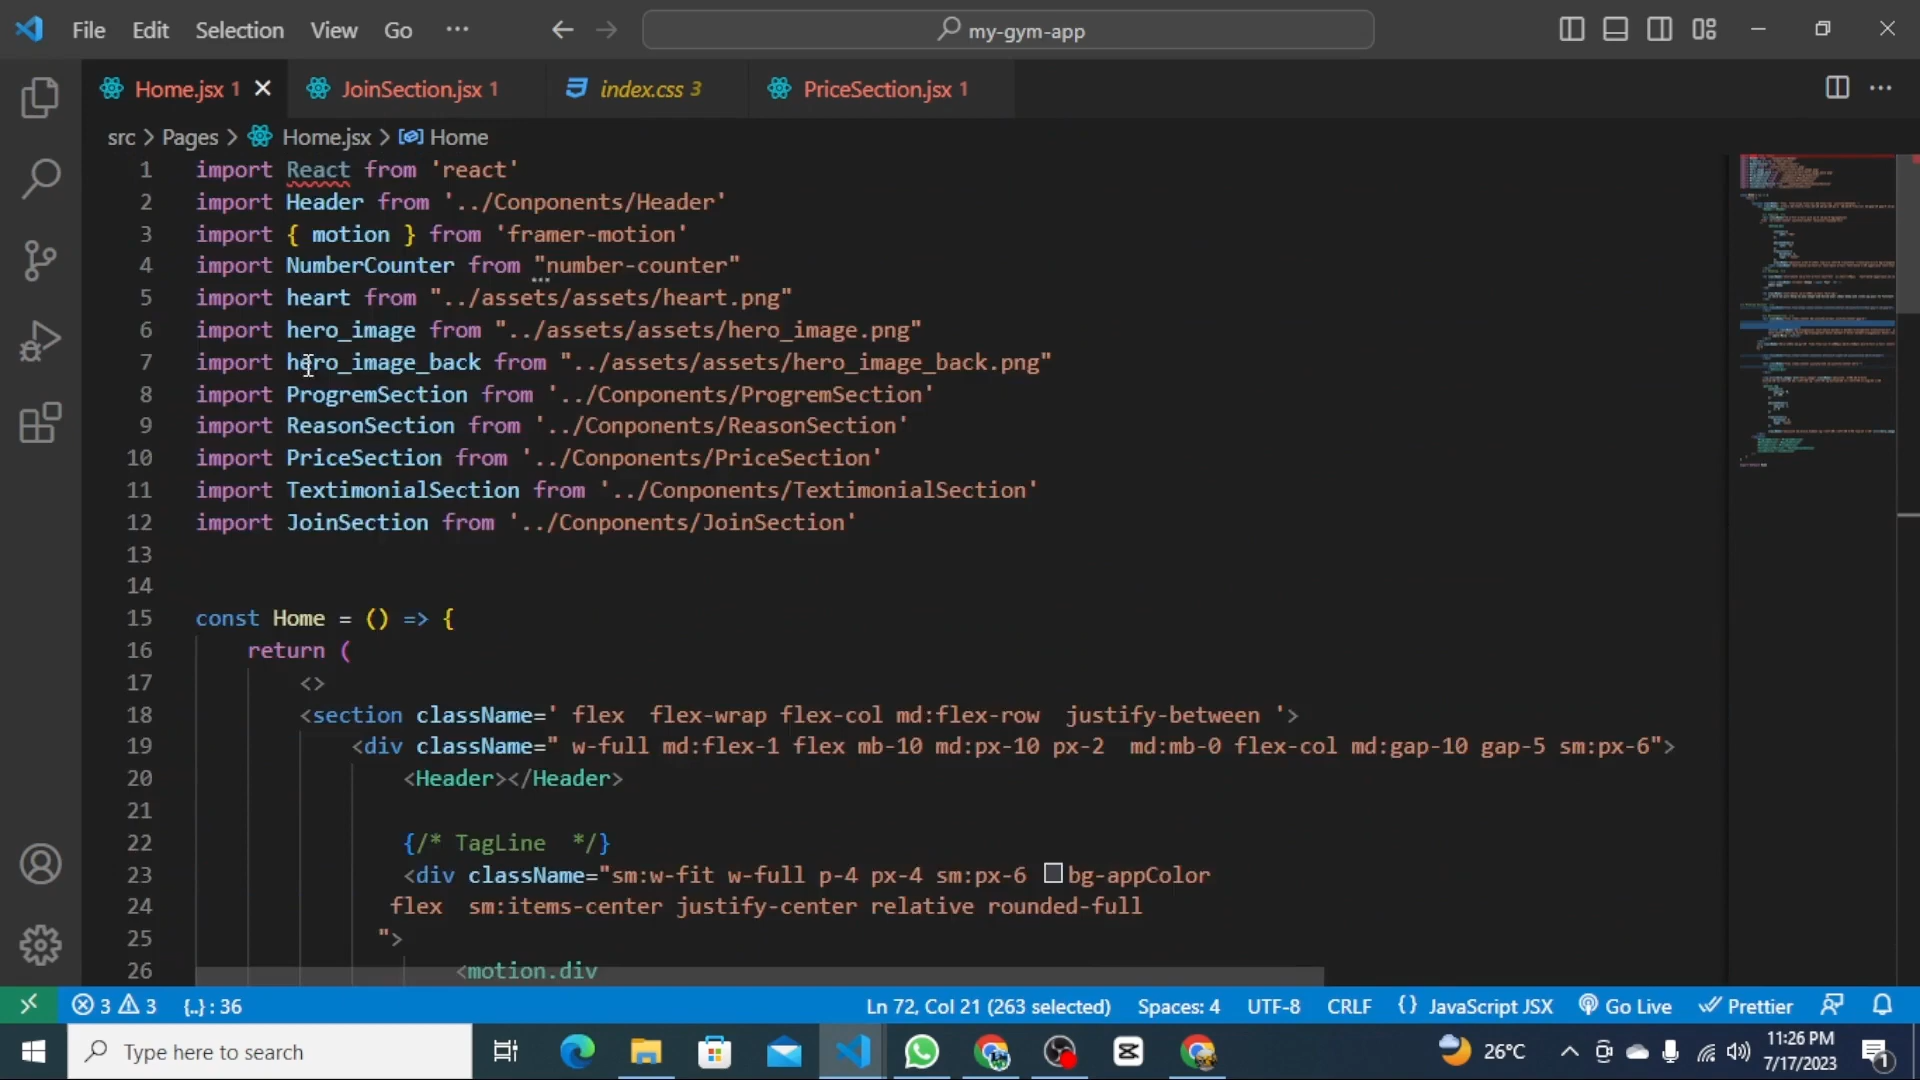 File Edit Selection View Go ··· my-gym-app
Home.jsx 1 JoinSection.jsx 1 index.css 3 PriceSection.jsx 1
src > Pages > Home.jsx > Home
1 import React from 'react'
2 import Header from '../Conponents/Header'
3 import { motion } from 'framer-motion'
4 import NumberCounter from "number-counter"
5 import heart from "../assets/assets/heart.png"
6 import hero_image from "../assets/assets/hero_image.png"
7 import hero_image_back from "../assets/assets/hero_image_back.png"
8 import ProgremSection from '../Conponents/ProgremSection'
9 import ReasonSection from '../Conponents/ReasonSection'
10 import PriceSection from '../Conponents/PriceSection'
11 import TextimonialSection from '../Conponents/TextimonialSection'
12 import JoinSection from '../Conponents/JoinSection'
13
14
15 const Home = () => {
16 return (
17 <>
18 <section className=' flex  flex-wrap flex-col md:flex-row  justify-between '>
19 <div className=" w-full md:flex-1 flex mb-10 md:px-10 px-2  md:mb-0 flex-col md:gap-10 gap-5 sm:px-6">
20 <Header></Header>
21
22 {/* TagLine  */}
23 <div className="sm:w-fit w-full p-4 px-4 sm:px-6 bg-appColor
24 flex  sm:items-center justify-center relative rounded-full
25 ">
26 <motion.div
3 3 {..} : 36 Ln 72, Col 21 (263 selected) Spaces: 4 UTF-8 CRLF {} JavaScript JSX Go Live Prettier
Type here to search 26°C 11:26 PM
7/17/2023 1